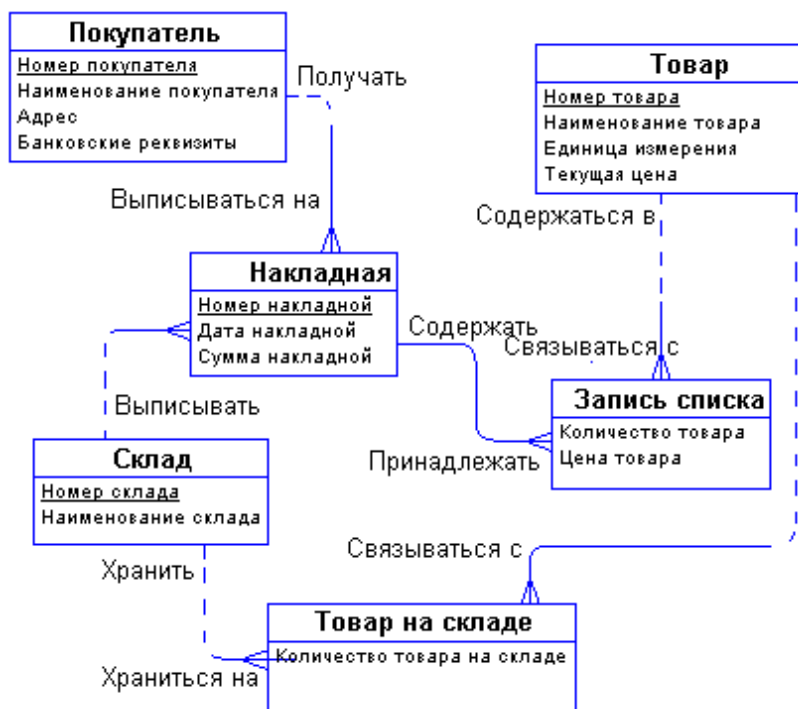 Покупатель
Номер покупателя
Наименование покупателя
Адрес
Банковские реквизиты
Получать
Товар
Номер товара
Наименование товара
Единица измерения
Текущая цена
Выписываться на
Содержаться в
Накладная
Номер накладной
Дата накладной
Сумма накладной
Содержать
Связываться с
Выписывать
Запись списка
Количество товара
Цена товара
Принадлежать
Склад
Номер склада
Наименование склада
Хранить
Связываться с
Товар на складе
Количество товара на складе
Храниться на